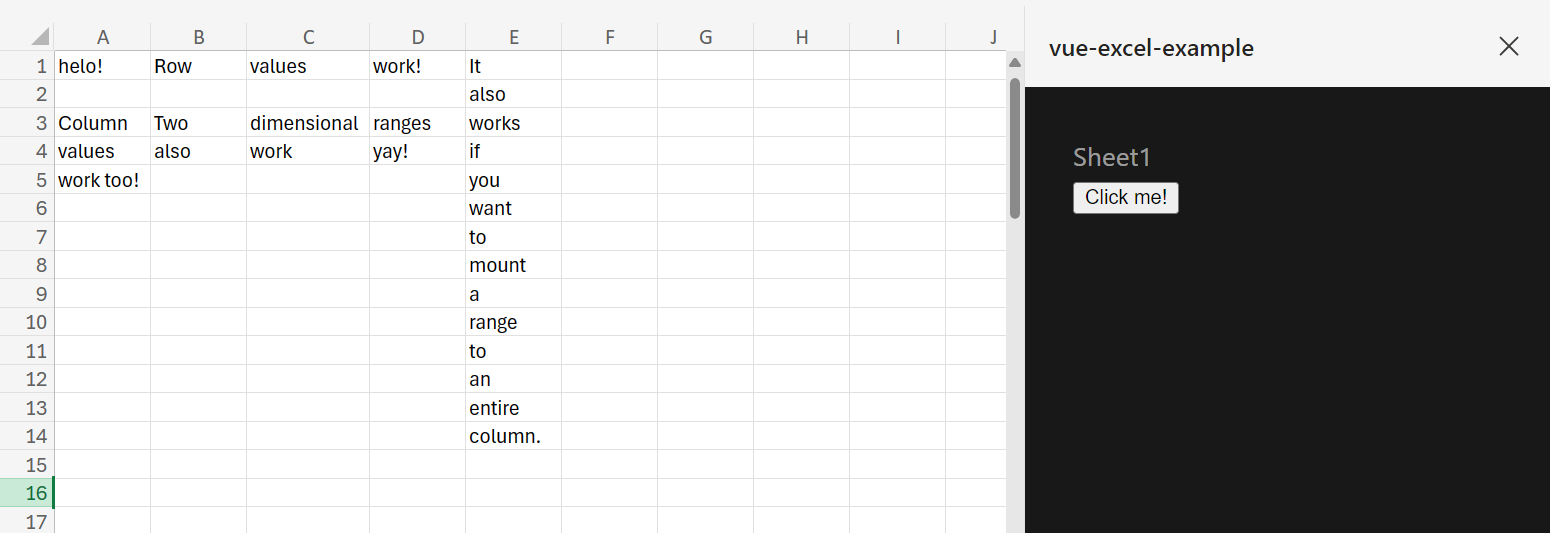 A B C D E F G H I J
1 helo! Row values work! It
2 also
3 Column Two dimensional ranges works
4 values also work yay! if
5 work too! you
6 want
7 to
8 mount
9 a
10 range
11 to
12 an
13 entire
14 column.
15
16
17
vue-excel-example
Sheet1
Click me!